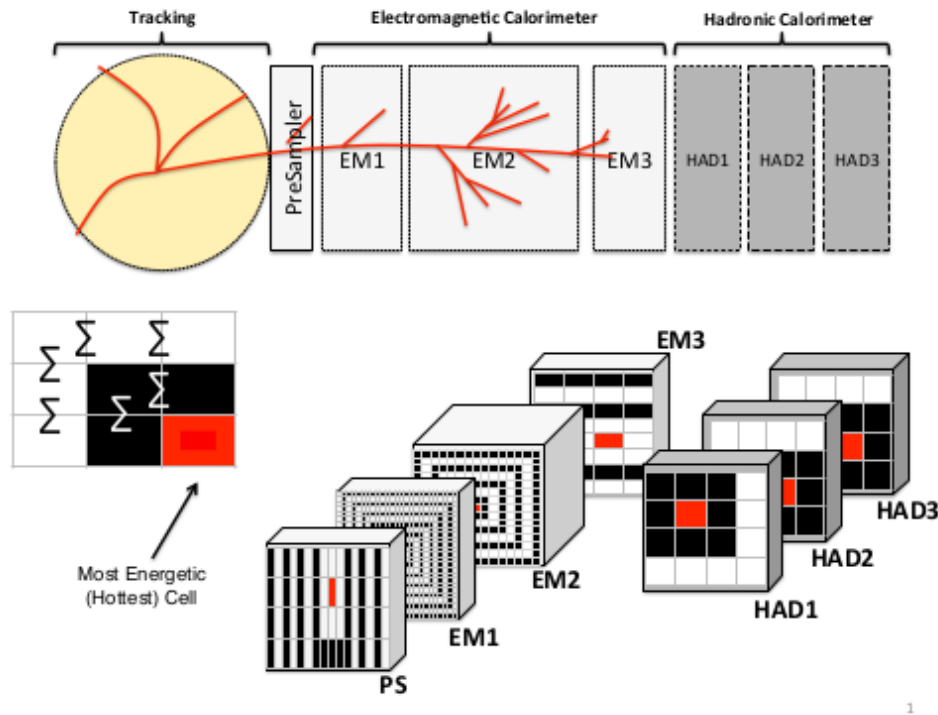 Tracking
Electromagnetic Calorimeter
Hadronic Calorimeter
PreSampler
EM1
EM2
EM3
HAD1
HAD2
HAD3
Σ
Σ
Σ
Σ
Σ
Σ
Most Energetic
(Hottest) Cell
EM3
HAD3
EM2
HAD2
HAD1
EM1
PS
1